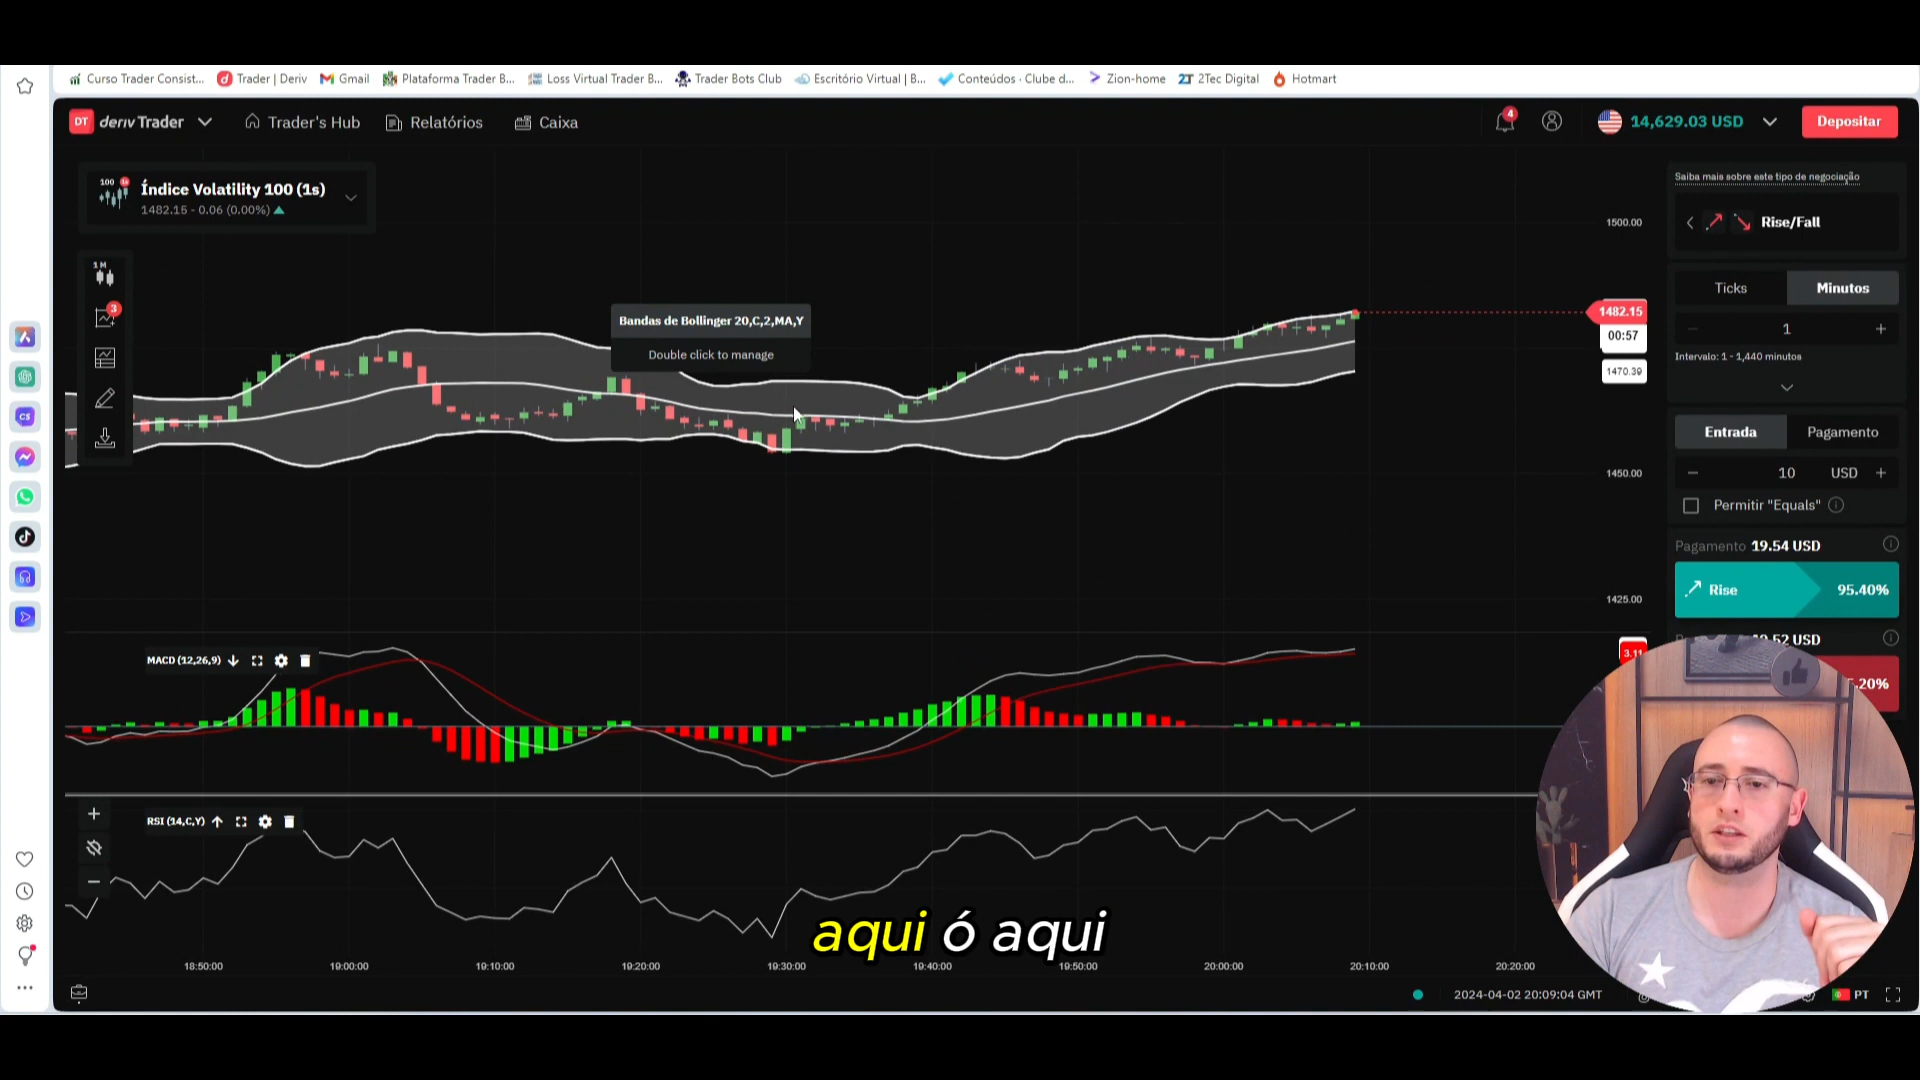 Curso Trader Consist... Trader | Deriv Gmail Plataforma Trader B... Loss Virtual Trader B... Trader Bots Club Escritório Virtual | B... Conteúdos · Clube d... Zion-home 2Tec Digital Hotmart
DT deriv Trader Trader's Hub Relatórios Caixa 4 14,629.03 USD Depositar
Saiba mais sobre este tipo de negociação
100 1s Índice Volatility 100 (1s)
1482.15 - 0.06 (0.00%)
Rise/Fall
1500.00
1 M
3
Ticks Minutos
1
Intervalo: 1 - 1,440 minutos
1482.15
00:57
1470.39
Bandas de Bollinger 20,C,2,MA,Y
Double click to manage
Entrada Pagamento
10 USD
1450.00
Permitir "Equals"
Pagamento 19.54 USD
Rise 95.40%
1425.00
USD
.20%
MACD (12,26,9)
3.11
RSI (14,C,Y)
aqui ó aqui
18:50:00 19:00:00 19:10:00 19:20:00 19:30:00 19:40:00 19:50:00 20:00:00 20:10:00 20:20:00
2024-04-02 20:09:04 GMT PT